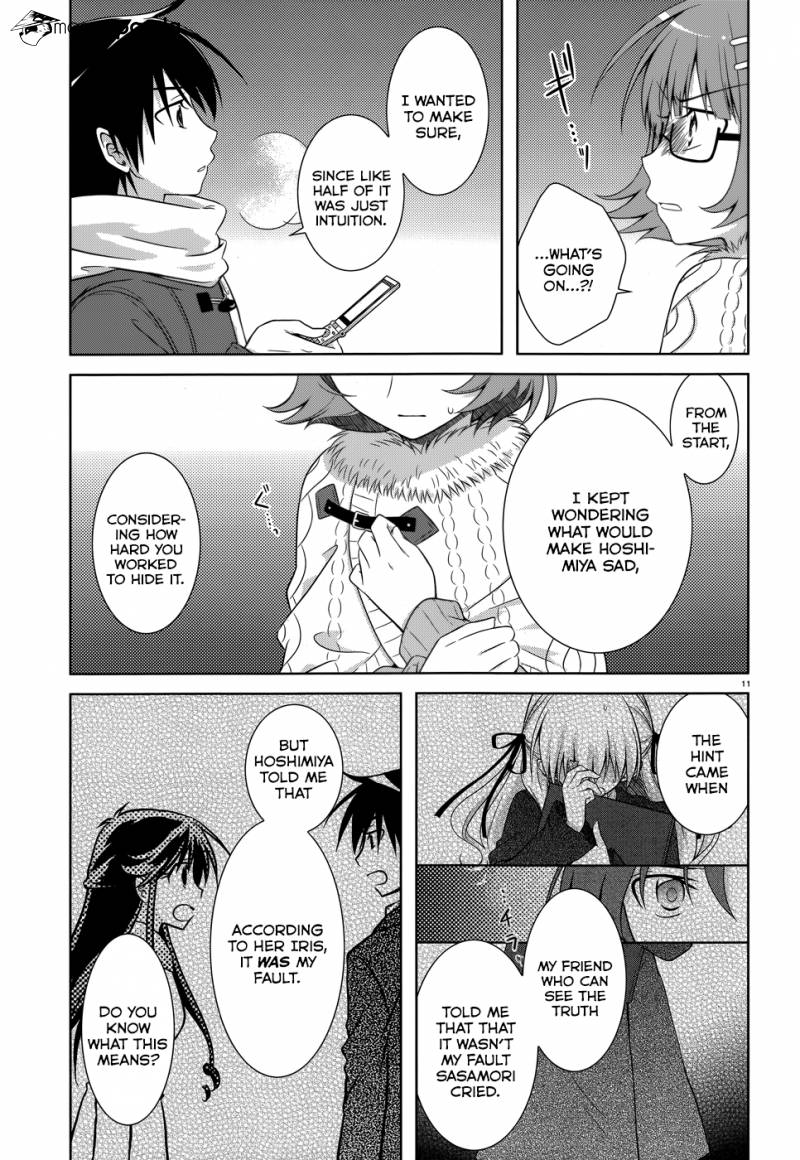 ...WHAT'S
GOING
ON...?!
I WANTED
TO MAKE
SURE,
SINCE LIKE
HALF OF IT
WAS JUST
INTUITION.
FROM
THE
START,
I KEPT
WONDERING
WHAT WOULD
MAKE HOSHI-
MIYA SAD,
CONSIDER-
ING HOW
HARD YOU
WORKED
TO HIDE IT.
11
THE
HINT
CAME
WHEN
MY FRIEND
WHO CAN
SEE THE
TRUTH
TOLD ME
THAT THAT
IT WASN'T
MY FAULT
SASAMORI
CRIED.
BUT
HOSHIMIYA
TOLD ME
THAT
ACCORDING
TO HER IRIS,
IT WAS MY
FAULT.
DO YOU
KNOW
WHAT THIS
MEANS?